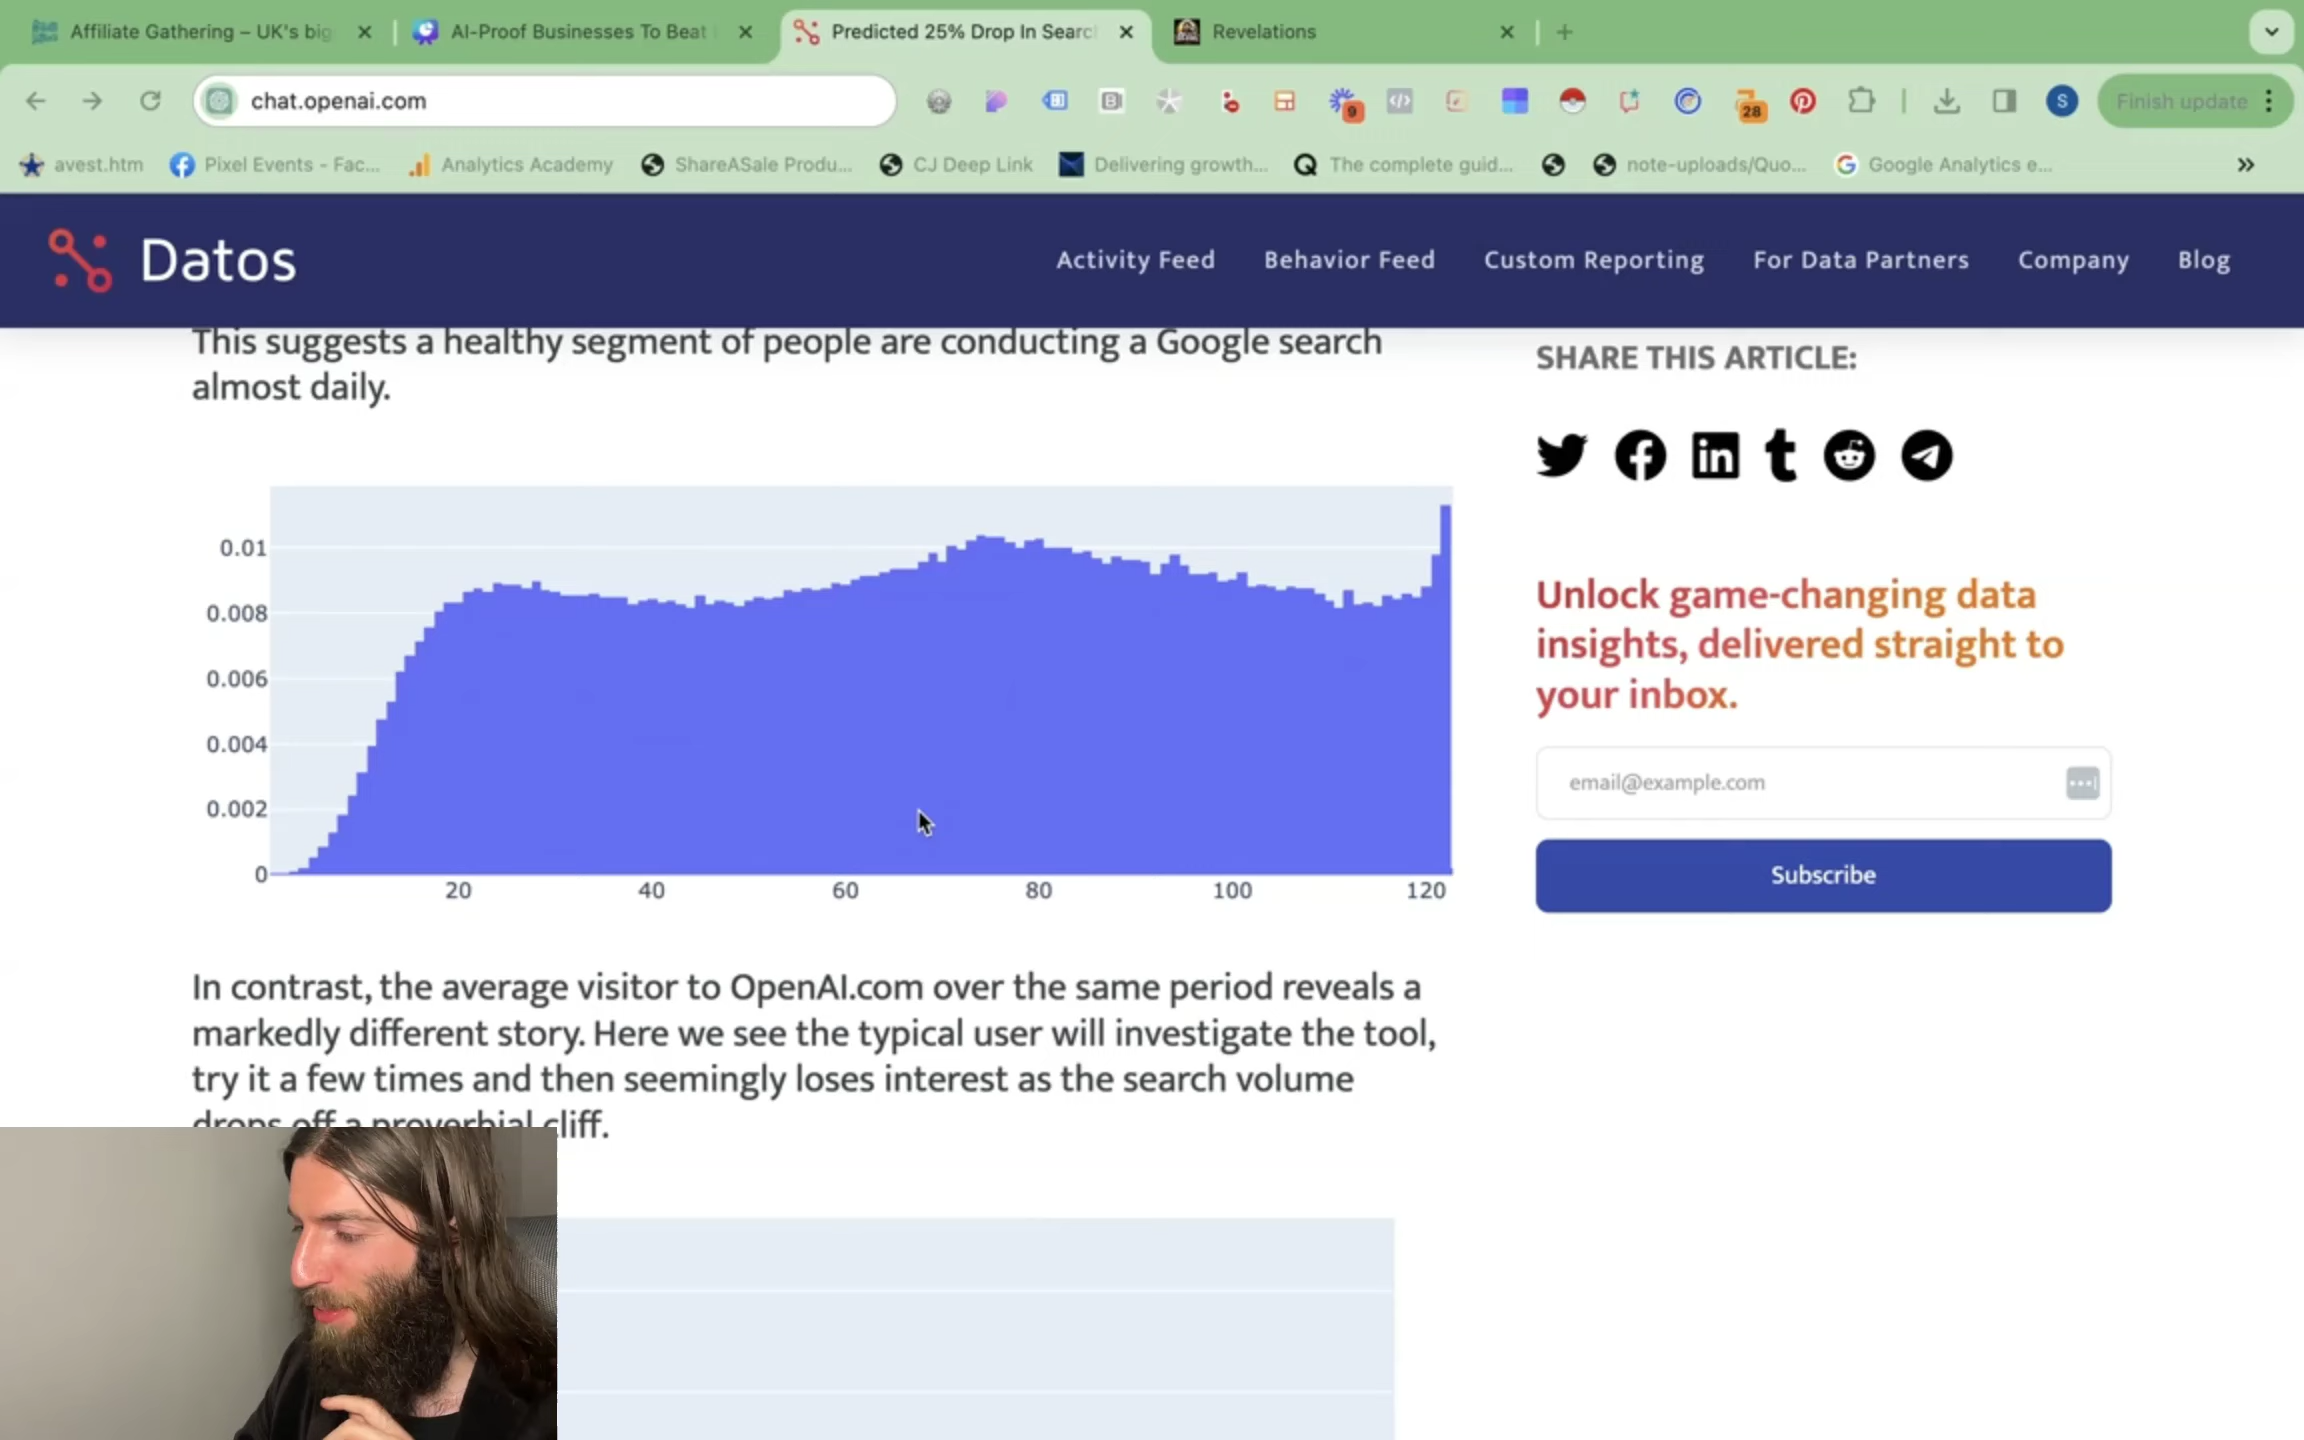 Affiliate Gathering – UK's big
AI-Proof Businesses To Beat
Predicted 25% Drop In Searc
Revelations
chat.openai.com
9
28
S
Finish update
avest.htm
Pixel Events - Fac...
Analytics Academy
ShareASale Produ...
CJ Deep Link
Delivering growth...
The complete guid...
note-uploads/Quo...
Google Analytics e...
Datos
Activity Feed
Behavior Feed
Custom Reporting
For Data Partners
Company
Blog
This suggests a healthy segment of people are conducting a Google search
almost daily.
0.01
0.008
0.006
0.004
0.002
0
20
40
60
80
100
120
In contrast, the average visitor to OpenAI.com over the same period reveals a
markedly different story. Here we see the typical user will investigate the tool,
try it a few times and then seemingly loses interest as the search volume
drops off a proverbial cliff.
SHARE THIS ARTICLE:
Unlock game-changing data
insights, delivered straight to
your inbox.
email@example.com
Subscribe